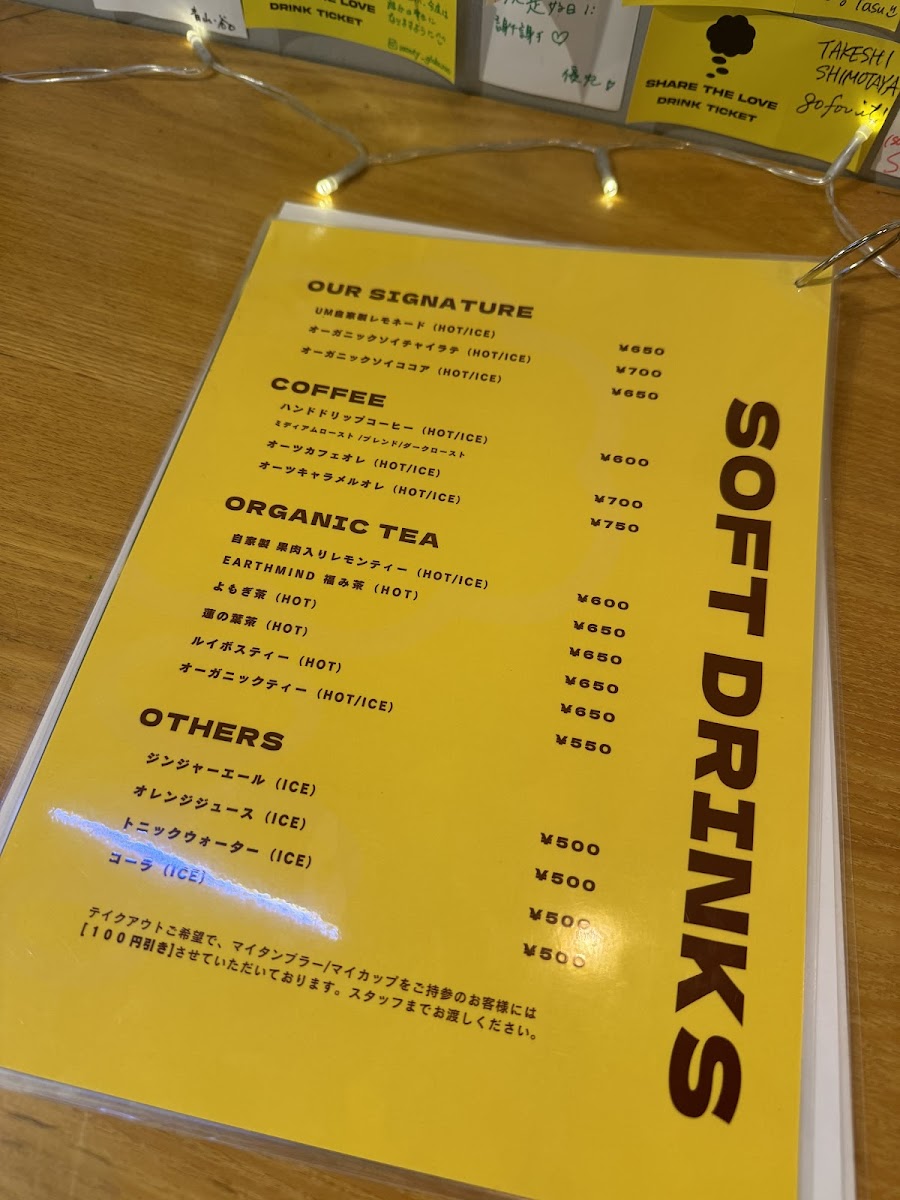 SHARE THE LOVE
DRINK TICKET
謝謝 ♡
SHARE THE LOVE
DRINK TICKET
TAKESHI
SHIMOTAYA
go for it!
OUR SIGNATURE
UM自家製レモネード (HOT/ICE) ¥650
オーガニックソイチャイラテ (HOT/ICE) ¥700
オーガニックソイココア (HOT/ICE) ¥650
COFFEE
ハンドドリップコーヒー (HOT/ICE) ¥600
ミディアムロースト /ブレンド/ダークロースト
オーツカフェオレ (HOT/ICE) ¥700
オーツキャラメルオレ (HOT/ICE) ¥750
ORGANIC TEA
自家製 果肉入りレモンティー (HOT/ICE) ¥600
EARTHMIND 福み茶 (HOT) ¥650
よもぎ茶 (HOT) ¥650
蓮の葉茶 (HOT) ¥650
ルイボスティー (HOT) ¥650
オーガニックティー (HOT/ICE) ¥550
OTHERS
ジンジャーエール (ICE) ¥500
オレンジジュース (ICE) ¥500
トニックウォーター (ICE) ¥500
コーラ (ICE) ¥500
テイクアウトご希望で、マイタンブラー/マイカップをご持参のお客様には
[100円引き]させていただいております。スタッフまでお渡しください。
SOFT DRINKS